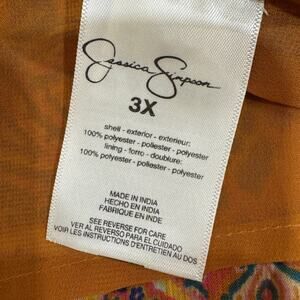 Jessica Simpson
3X
shell - exterior - exterieur:
100% polyester - poliester - polyester
lining - forro - doublure:
100% polyester - poliester - polyester
MADE IN INDIA
HECHO EN INDIA
FABRIQUE EN INDE
SEE REVERSE FOR CARE
VER AL REVERSO PARA EL CUIDADO
VOIR LES INSTRUCTIONS D'ENTRETIEN AU DOS